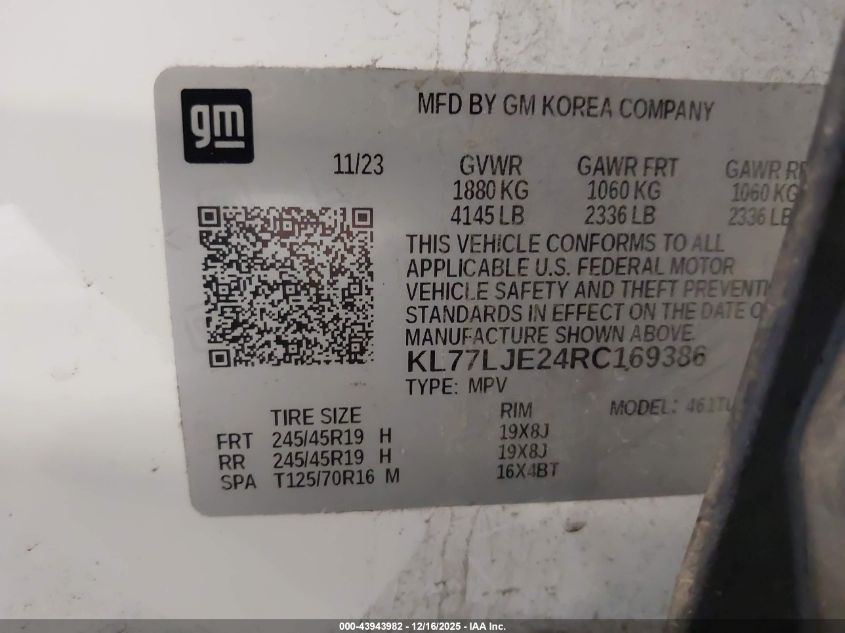 gm
MFD BY GM KOREA COMPANY
11/23 GVWR GAWR FRT GAWR
1880 KG 1060 KG 1060 KG
4145 LB 2336 LB 2336 LB
THIS VEHICLE CONFORMS TO ALL
APPLICABLE U.S. FEDERAL MOTOR
VEHICLE SAFETY AND THEFT PREVENTI
STANDARDS IN EFFECT ON THE DATE O
MANUFACTURE SHOWN ABOVE.
KL77LJE24RC169386
TYPE: MPV
MODEL:
TIRE SIZE RIM
FRT 245/45R19 H 19X8J
RR 245/45R19 H 19X8J
SPA T125/70R16 M 16X4BT
000-43943982 - 12/16/2025 - IAA Inc.